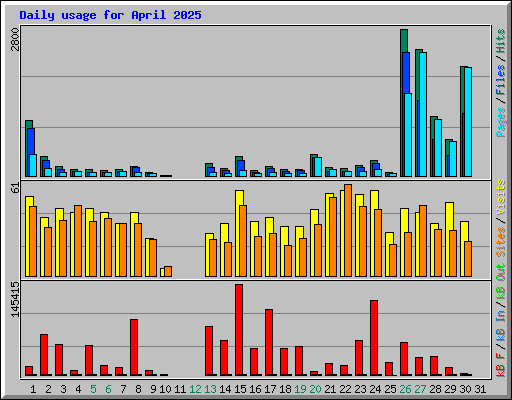 Daily usage for April 2025
2800
Pages / Files / Hits
61
Sites / Visits
145415
kB F / kB In / kB Out
1 2 3 4 5 6 7 8 9 10 11 12 13 14 15 16 17 18 19 20 21 22 23 24 25 26 27 28 29 30 31